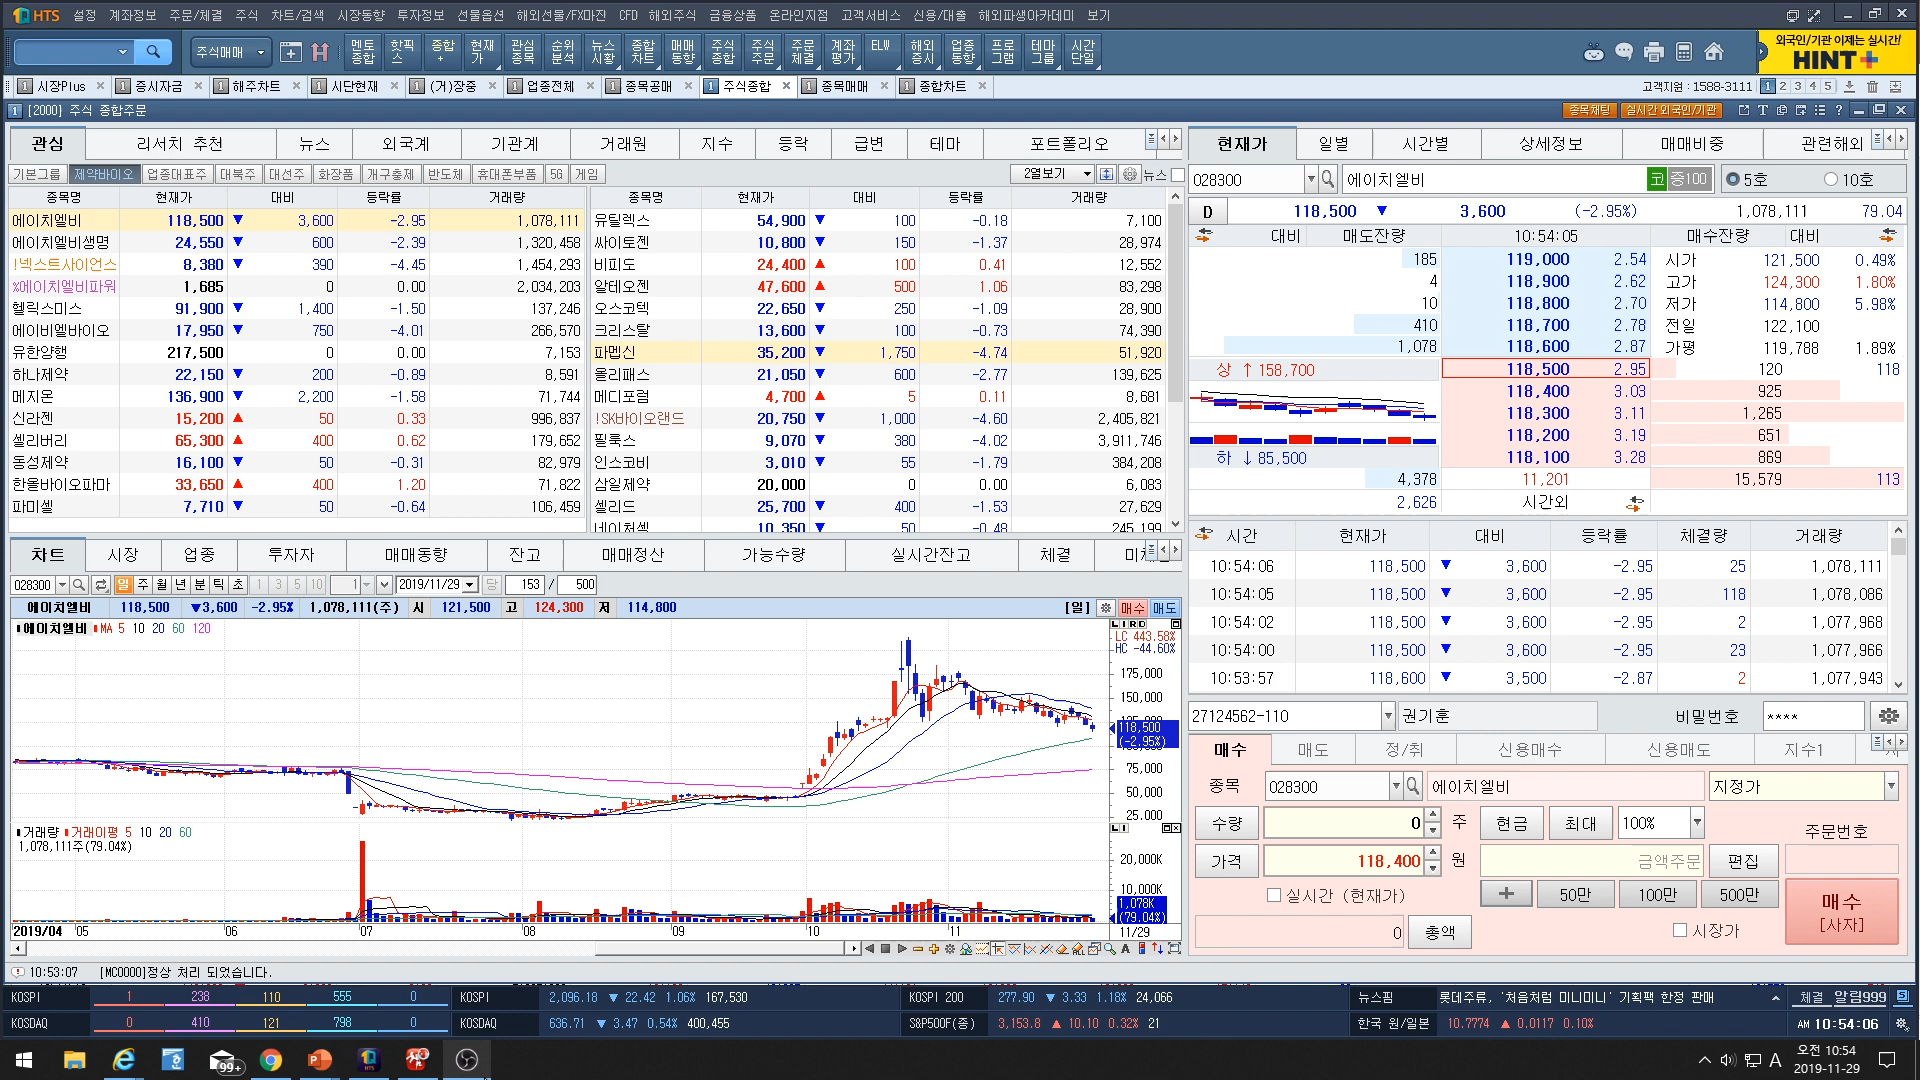 HTS 설정 계좌정보 주문/체결 주식 차트/검색 시장동향 투자정보 선물옵션 해외선물/FX마진 CFD 해외주식 금융상품 온라인지점 고객서비스 신용/대출 해외파생아카데미 보기
주식매매 멘토종합 핫픽스 종합+ 현재가 관심종목 순위분석 뉴스시황 종합차트 매매동향 주식종합 주식주문 주문체결 계좌평가 ELW 해외증시 업종동향 프로그램 테마그룹 시간단일
외국인/기관 이제는 실시간!
HINT+
1 시장Plus 1 증시자금 1 해주차트 1 시단현재 1 (거)장중 1 업종전체 1 종목공매 1 주식종합 1 종목매매 1 종합차트 고객지원 : 1588-3111 1 2 3 4 5
1 [2000] 주식 종합주문 종목채팅 실시간 외국인/기관
관심 리서치 추천 뉴스 외국계 기관계 거래원 지수 등락 급변 테마 포트폴리오
기본그룹 제약바이오 업종대표주 대북주 대선주 화장품 개구충제 반도체 휴대폰부품 5G 게임 2열보기 뉴스
종목명 현재가 대비 등락률 거래량 종목명 현재가 대비 등락률 거래량
에이치엘비 118,500 ▼ 3,600 -2.95 1,078,111 유틸렉스 54,900 ▼ 100 -0.18 7,100
에이치엘비생명 24,550 ▼ 600 -2.39 1,320,458 싸이토젠 10,800 ▼ 150 -1.37 28,974
!넥스트사이언스 8,380 ▼ 390 -4.45 1,454,293 비피도 24,400 ▲ 100 0.41 12,552
%에이치엘비파워 1,685 0 0.00 2,034,203 알테오젠 47,600 ▲ 500 1.06 83,298
헬릭스미스 91,900 ▼ 1,400 -1.50 137,246 오스코텍 22,650 ▼ 250 -1.09 28,900
에이비엘바이오 17,950 ▼ 750 -4.01 266,570 크리스탈 13,600 ▼ 100 -0.73 74,390
유한양행 217,500 0 0.00 7,153 파멥신 35,200 ▼ 1,750 -4.74 51,920
하나제약 22,150 ▼ 200 -0.89 8,591 올리패스 21,050 ▼ 600 -2.77 139,625
메지온 136,900 ▼ 2,200 -1.58 71,744 메디포럼 4,700 ▲ 5 0.11 8,681
신라젠 15,200 ▲ 50 0.33 996,837 !SK바이오랜드 20,750 ▼ 1,000 -4.60 2,405,821
셀리버리 65,300 ▲ 400 0.62 179,652 필룩스 9,070 ▼ 380 -4.02 3,911,746
동성제약 16,100 ▼ 50 -0.31 82,979 인스코비 3,010 ▼ 55 -1.79 384,208
한올바이오파마 33,650 ▲ 400 1.20 71,822 삼일제약 20,000 0 0.00 6,083
파미셀 7,710 ▼ 50 -0.64 106,459 셀리드 25,700 ▼ 400 -1.53 27,629
네이처셀 10,350 ▼ 50 -0.48 245,199
차트 시장 업종 투자자 매매동향 잔고 매매정산 가능수량 실시간잔고 체결
028300 일 주 월 년 분 틱 초 1 3 5 10 1 2019/11/29 당 153 / 500
에이치엘비 118,500 ▼3,600 -2.95% 1,078,111(주) 시 121,500 고 124,300 저 114,800 [일] 매수 매도
에이치엘비 MA 5 10 20 60 120
L I R D
LC 443.58%
HC -44.60%
175,000
150,000
118,500
(-2.95%)
75,000
50,000
25,000
거래량 거래이평 5 10 20 60
1,078,111주(79.04%)
20,000K
10,000K
1,078K
(79.04%)
2019/04 05 06 07 08 09 10 11 11/29
10:53:07 [MC0000]정상 처리 되었습니다.
현재가 일별 시간별 상세정보 매매비중 관련해외
028300 에이치엘비 코 중100 5호 10호
D 118,500 ▼ 3,600 (-2.95%) 1,078,111 79.04
대비 매도잔량 10:54:05 매수잔량 대비
185 119,000 2.54 시가 121,500 0.49%
4 118,900 2.62 고가 124,300 1.80%
10 118,800 2.70 저가 114,800 5.98%
410 118,700 2.78 전일 122,100
1,078 118,600 2.87 가평 119,788 1.89%
상 ↑ 158,700 118,500 2.95 120 118
118,400 3.03 925
118,300 3.11 1,265
118,200 3.19 651
하 ↓ 85,500 118,100 3.28 869
4,378 11,201 15,579 113
2,626 시간외
시간 현재가 대비 등락률 체결량 거래량
10:54:06 118,500 ▼ 3,600 -2.95 25 1,078,111
10:54:05 118,500 ▼ 3,600 -2.95 118 1,078,086
10:54:02 118,500 ▼ 3,600 -2.95 2 1,077,968
10:54:00 118,500 ▼ 3,600 -2.95 23 1,077,966
10:53:57 118,600 ▼ 3,500 -2.87 2 1,077,943
27124562-110 권기훈 비밀번호 ****
매수 매도 정/취 신용매수 신용매도 지수1
종목 028300 에이치엘비 지정가
수량 0 주 현금 최대 100% 주문번호
가격 118,400 원 금액주문 편집
실시간 (현재가) + 50만 100만 500만
매수
[사자]
0 총액 시장가
KOSPI 1 238 110 555 0 KOSPI 2,096.18 ▼ 22.42 1.06% 167,530 KOSPI 200 277.90 ▼ 3.33 1.18% 24,066 뉴스핌 롯데주류, '처음처럼 미니미니' 기획팩 한정 판매 체결 알림999
KOSDAQ 0 410 121 798 0 KOSDAQ 636.71 ▼ 3.47 0.54% 400,455 S&P500F(종) 3,153.8 ▲ 10.10 0.32% 21 한국 원/일본 10.7774 ▲ 0.0117 0.10% AM 10:54:06
99+ A 오전 10:54
2019-11-29